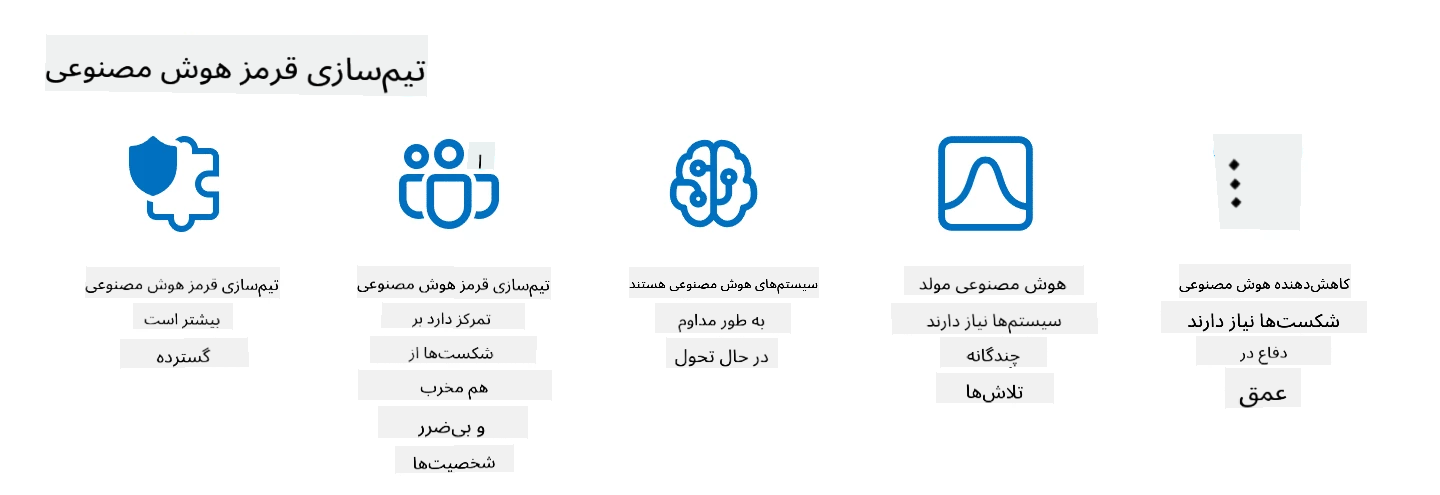 تیم‌سازی قرمز هوش مصنوعی
ا
تیم‌سازی قرمز هوش مصنوعی
بیشتر است
گسترده
تیم‌سازی قرمز هوش مصنوعی
تمرکز دارد بر
شکست‌ها از
هم مخرب
و بی‌ضرر
شخصیت‌ها
سیستم‌های هوش مصنوعی هستند
به طور مداوم
در حال تحول
هوش مصنوعی مولد
سیستم‌ها نیاز دارند
چندگانه
تلاش‌ها
کاهش‌دهنده هوش مصنوعی
شکست‌ها نیاز دارند
دفاع در
عمق